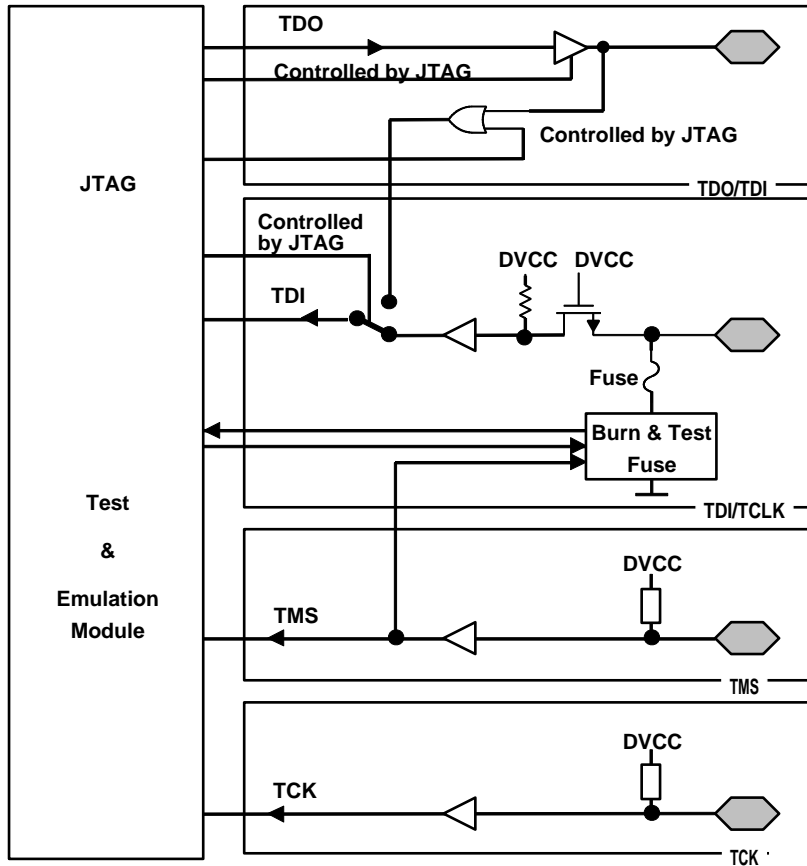 TDO
Controlled by JTAG
Controlled by JTAG
JTAG
TDO/TDI
Controlled
by JTAG
DVCC
DVCC
TDI
Fuse
Burn & Test
Fuse
Test
&
Emulation
Module
TDI/TCLK
DVCC
TMS
TMS
DVCC
TCK
TCK